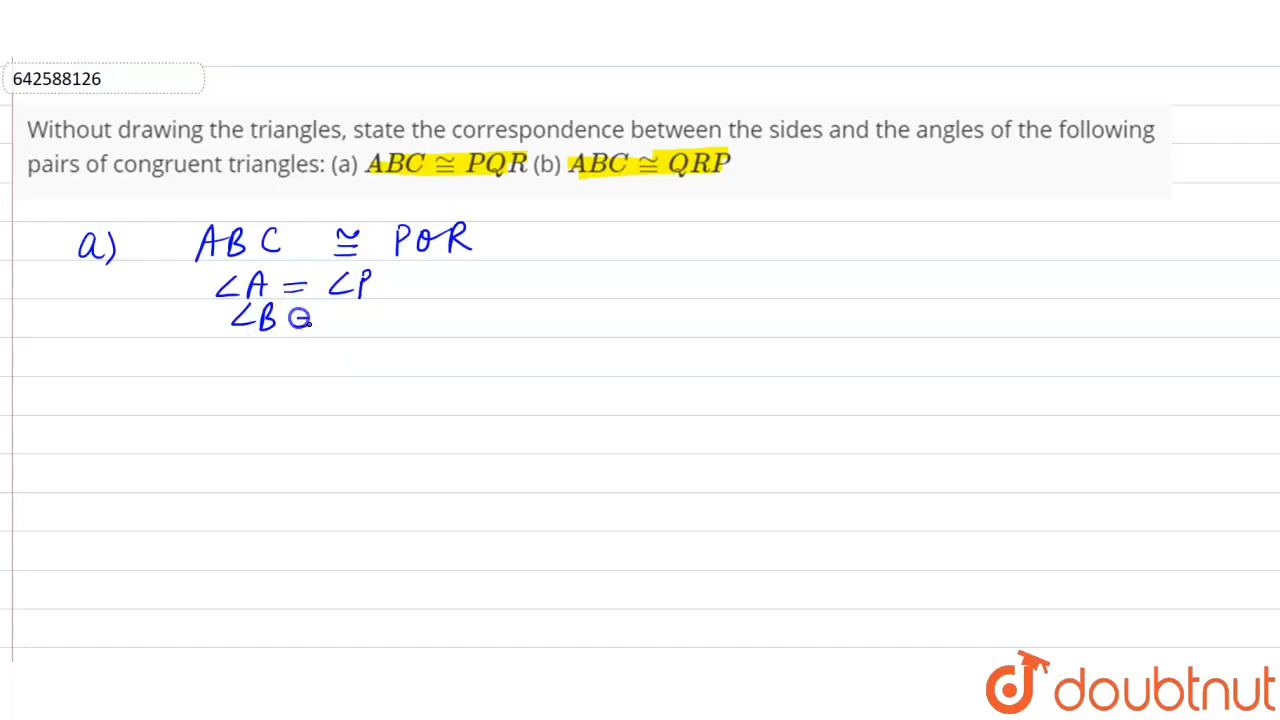 642588126
Without drawing the triangles, state the correspondence between the sides and the angles of the following
pairs of congruent triangles: (a) ABC ≅ PQR (b) ABC ≅ QRP
a) ABC ≅ PQR
∠A = ∠P
∠B =
doubtnut